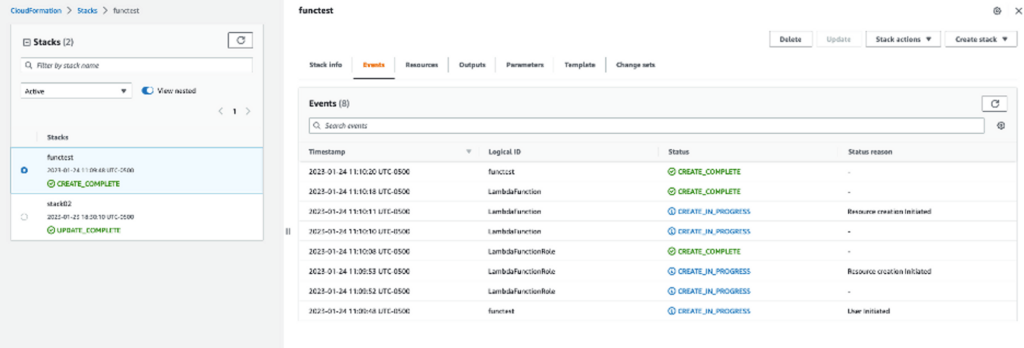 CloudFormation > Stacks > functest
Stacks (2)
Filter by stack name
Active
View nested
1
Stacks
functest
2023-01-24 11:09:48 UTC-0500
CREATE_COMPLETE
stack02
2023-01-23 18:30:10 UTC-0500
UPDATE_COMPLETE
functest
Delete Update Stack actions Create stack
Stack info Events Resources Outputs Parameters Template Change sets
Events (8)
Search events
Timestamp Logical ID Status Status reason
2023-01-24 11:10:20 UTC-0500 functest CREATE_COMPLETE -
2023-01-24 11:10:18 UTC-0500 LambdaFunction CREATE_COMPLETE -
2023-01-24 11:10:11 UTC-0500 LambdaFunction CREATE_IN_PROGRESS Resource creation Initiated
2023-01-24 11:10:10 UTC-0500 LambdaFunction CREATE_IN_PROGRESS -
2023-01-24 11:10:08 UTC-0500 LambdaFunctionRole CREATE_COMPLETE -
2023-01-24 11:09:53 UTC-0500 LambdaFunctionRole CREATE_IN_PROGRESS Resource creation Initiated
2023-01-24 11:09:52 UTC-0500 LambdaFunctionRole CREATE_IN_PROGRESS -
2023-01-24 11:09:48 UTC-0500 functest CREATE_IN_PROGRESS User Initiated